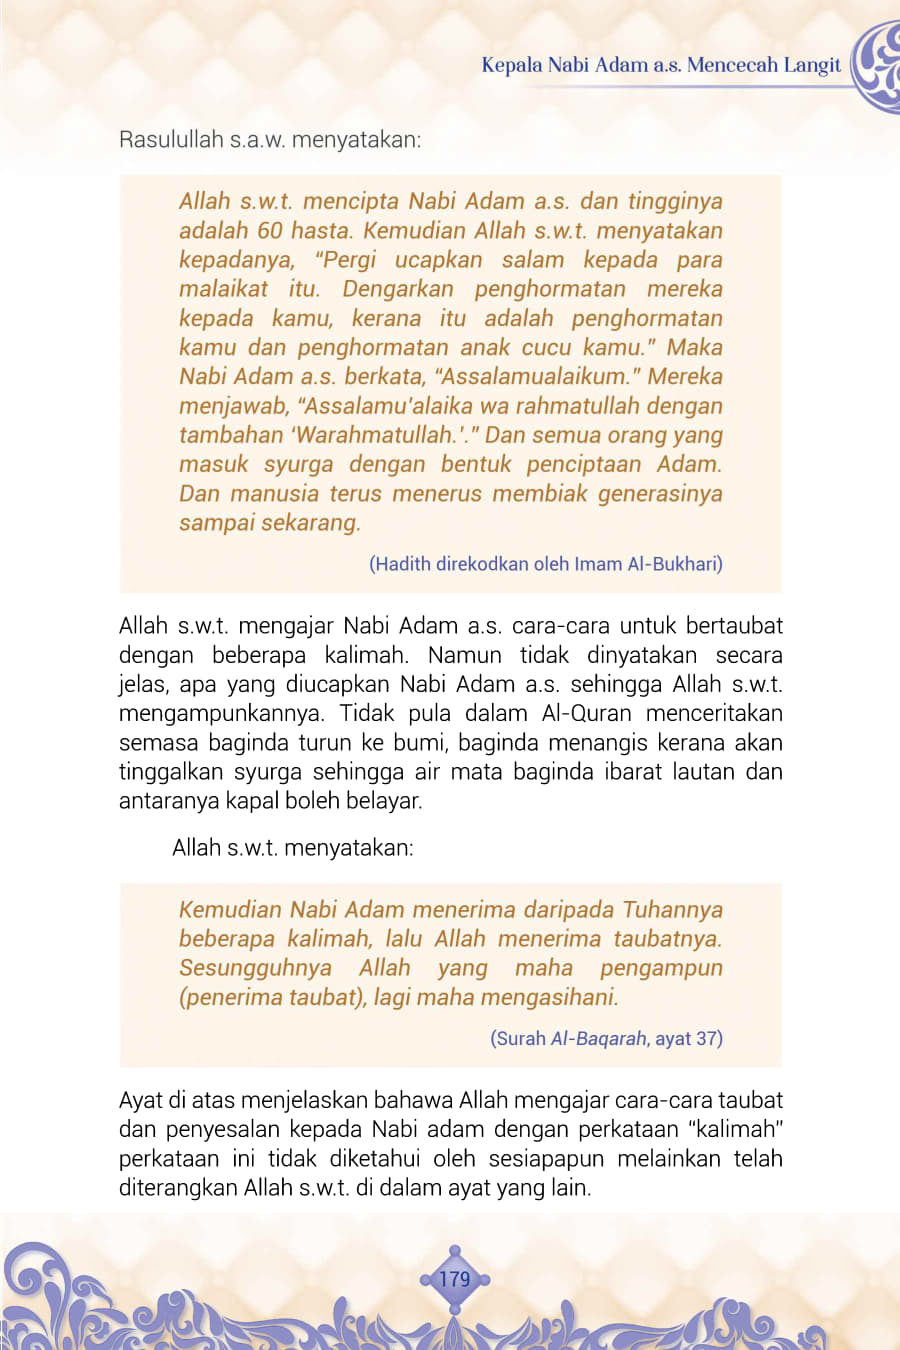 Kepala Nabi Adam a.s. Mencecah Langit
Rasulullah s.a.w. menyatakan:
Allah s.w.t. mencipta Nabi Adam a.s. dan tingginya
adalah 60 hasta. Kemudian Allah s.w.t. menyatakan
kepadanya, “Pergi ucapkan salam kepada para
malaikat itu. Dengarkan penghormatan mereka
kepada kamu, kerana itu adalah penghormatan
kamu dan penghormatan anak cucu kamu.” Maka
Nabi Adam a.s. berkata, “Assalamualaikum.” Mereka
menjawab, “Assalamu’alaika wa rahmatullah dengan
tambahan ‘Warahmatullah.’.” Dan semua orang yang
masuk syurga dengan bentuk penciptaan Adam.
Dan manusia terus menerus membiak generasinya
sampai sekarang.
(Hadith direkodkan oleh Imam Al-Bukhari)
Allah s.w.t. mengajar Nabi Adam a.s. cara-cara untuk bertaubat
dengan beberapa kalimah. Namun tidak dinyatakan secara
jelas, apa yang diucapkan Nabi Adam a.s. sehingga Allah s.w.t.
mengampunkannya. Tidak pula dalam Al-Quran menceritakan
semasa baginda turun ke bumi, baginda menangis kerana akan
tinggalkan syurga sehingga air mata baginda ibarat lautan dan
antaranya kapal boleh belayar.
Allah s.w.t. menyatakan:
Kemudian Nabi Adam menerima daripada Tuhannya
beberapa kalimah, lalu Allah menerima taubatnya.
Sesungguhnya Allah yang maha pengampun
(penerima taubat), lagi maha mengasihani.
(Surah Al-Baqarah, ayat 37)
Ayat di atas menjelaskan bahawa Allah mengajar cara-cara taubat
dan penyesalan kepada Nabi adam dengan perkataan “kalimah”
perkataan ini tidak diketahui oleh sesiapapun melainkan telah
diterangkan Allah s.w.t. di dalam ayat yang lain.
179